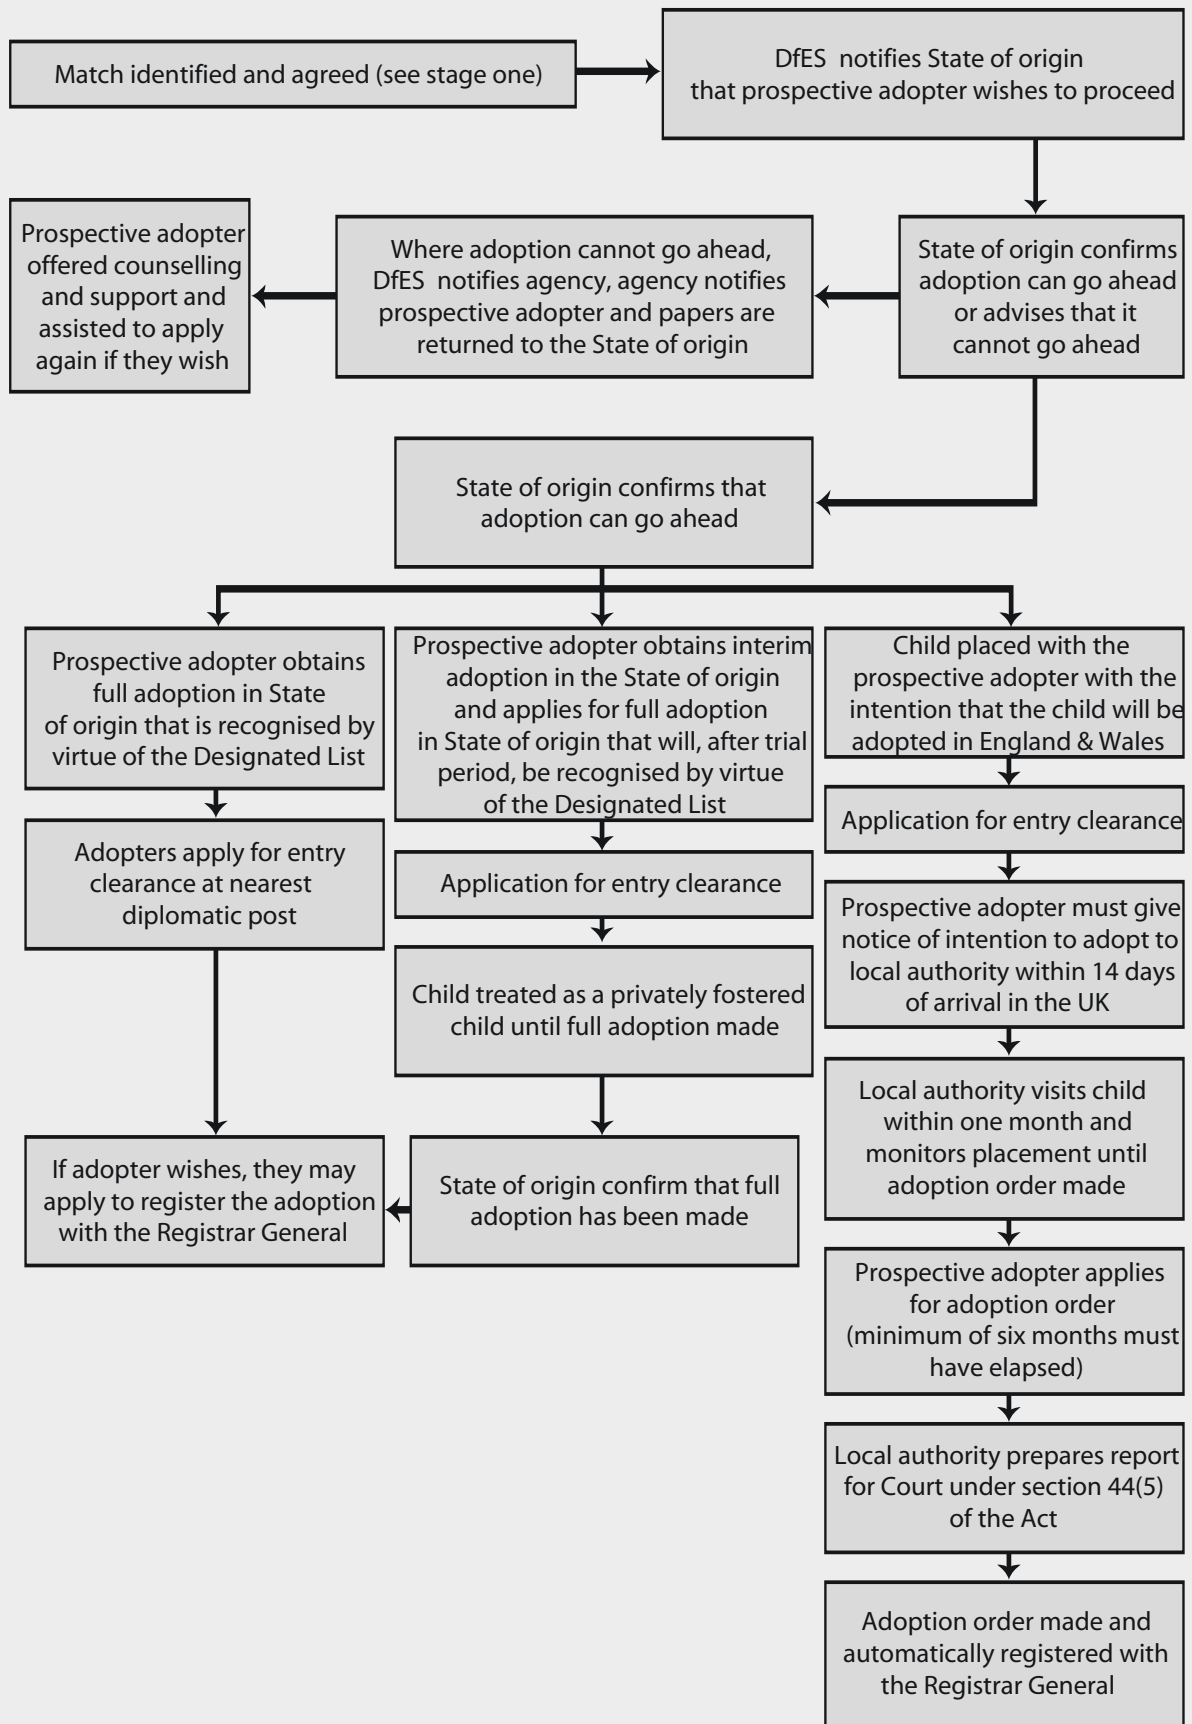 Match identified and agreed (see stage one)
DfES notifies State of origin
that prospective adopter wishes to proceed
Prospective adopter
offered counselling
and support and
assisted to apply
again if they wish
Where adoption cannot go ahead,
DfES notifies agency, agency notifies
prospective adopter and papers are
returned to the State of origin
State of origin confirms
adoption can go ahead
or advises that it
cannot go ahead
State of origin confirms that
adoption can go ahead
Prospective adopter obtains
full adoption in State
of origin that is recognised by
virtue of the Designated List
Adopters apply for entry
clearance at nearest
diplomatic post
If adopter wishes, they may
apply to register the adoption
with the Registrar General
Prospective adopter obtains interim
adoption in the State of origin
and applies for full adoption
in State of origin that will, after trial
period, be recognised by virtue
of the Designated List
Application for entry clearance
Child treated as a privately fostered
child until full adoption made
State of origin confirm that full
adoption has been made
Child placed with the
prospective adopter with the
intention that the child will be
adopted in England & Wales
Application for entry clearance
Prospective adopter must give
notice of intention to adopt to
local authority within 14 days
of arrival in the UK
Local authority visits child
within one month and
monitors placement until
adoption order made
Prospective adopter applies
for adoption order
(minimum of six months must
have elapsed)
Local authority prepares report
for Court under section 44(5)
of the Act
Adoption order made and
automatically registered with
the Registrar General